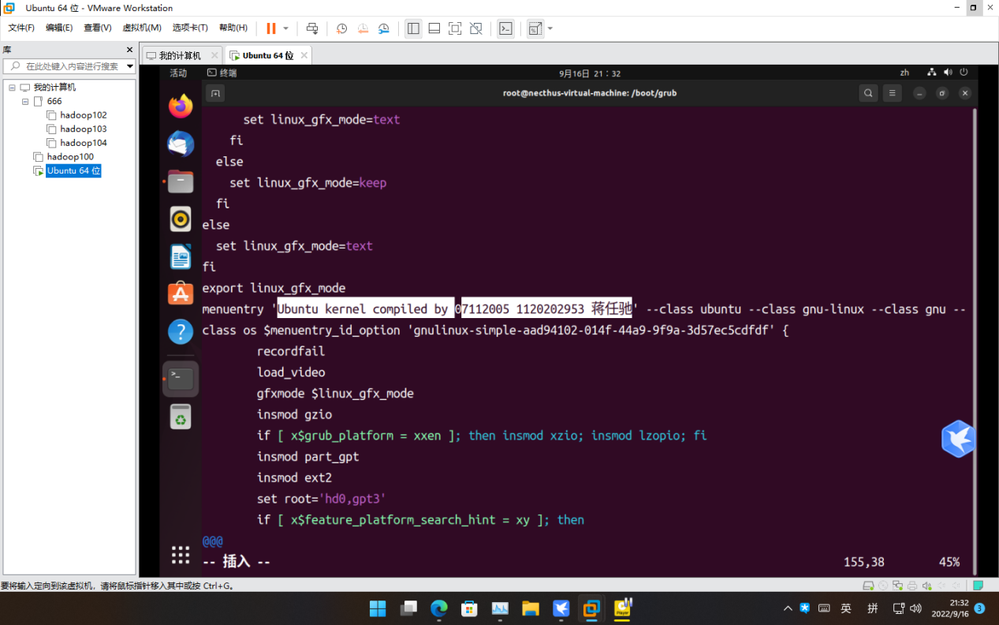 Ubuntu 64 位 - VMware Workstation
文件(F) 编辑(E) 查看(V) 虚拟机(M) 选项卡(T) 帮助(H)
库
我的计算机
Ubuntu 64 位
在此处键入内容进行搜索
我的计算机
666
hadoop102
hadoop103
hadoop104
hadoop100
Ubuntu 64 位
活动
终端
9月16日 21：32
zh
root@necthus-virtual-machine: /boot/grub
set linux_gfx_mode=text
fi
else
set linux_gfx_mode=keep
fi
else
set linux_gfx_mode=text
fi
export linux_gfx_mode
menuentry 'Ubuntu kernel compiled by 07112005 1120202953 蒋任驰' --class ubuntu --class gnu-linux --class gnu --
class os $menuentry_id_option 'gnulinux-simple-aad94102-014f-44a9-9f9a-3d57ec5cdfdf' {
recordfail
load_video
gfxmode $linux_gfx_mode
insmod gzio
if [ x$grub_platform = xxen ]; then insmod xzio; insmod lzopio; fi
insmod part_gpt
insmod ext2
set root='hd0,gpt3'
if [ x$feature_platform_search_hint = xy ]; then
@@@
-- 插入 --
155,38
45%
要将输入定向到该虚拟机，请将鼠标指针移入其中或按 Ctrl+G。
英
拼
21:32
2022/9/16
3